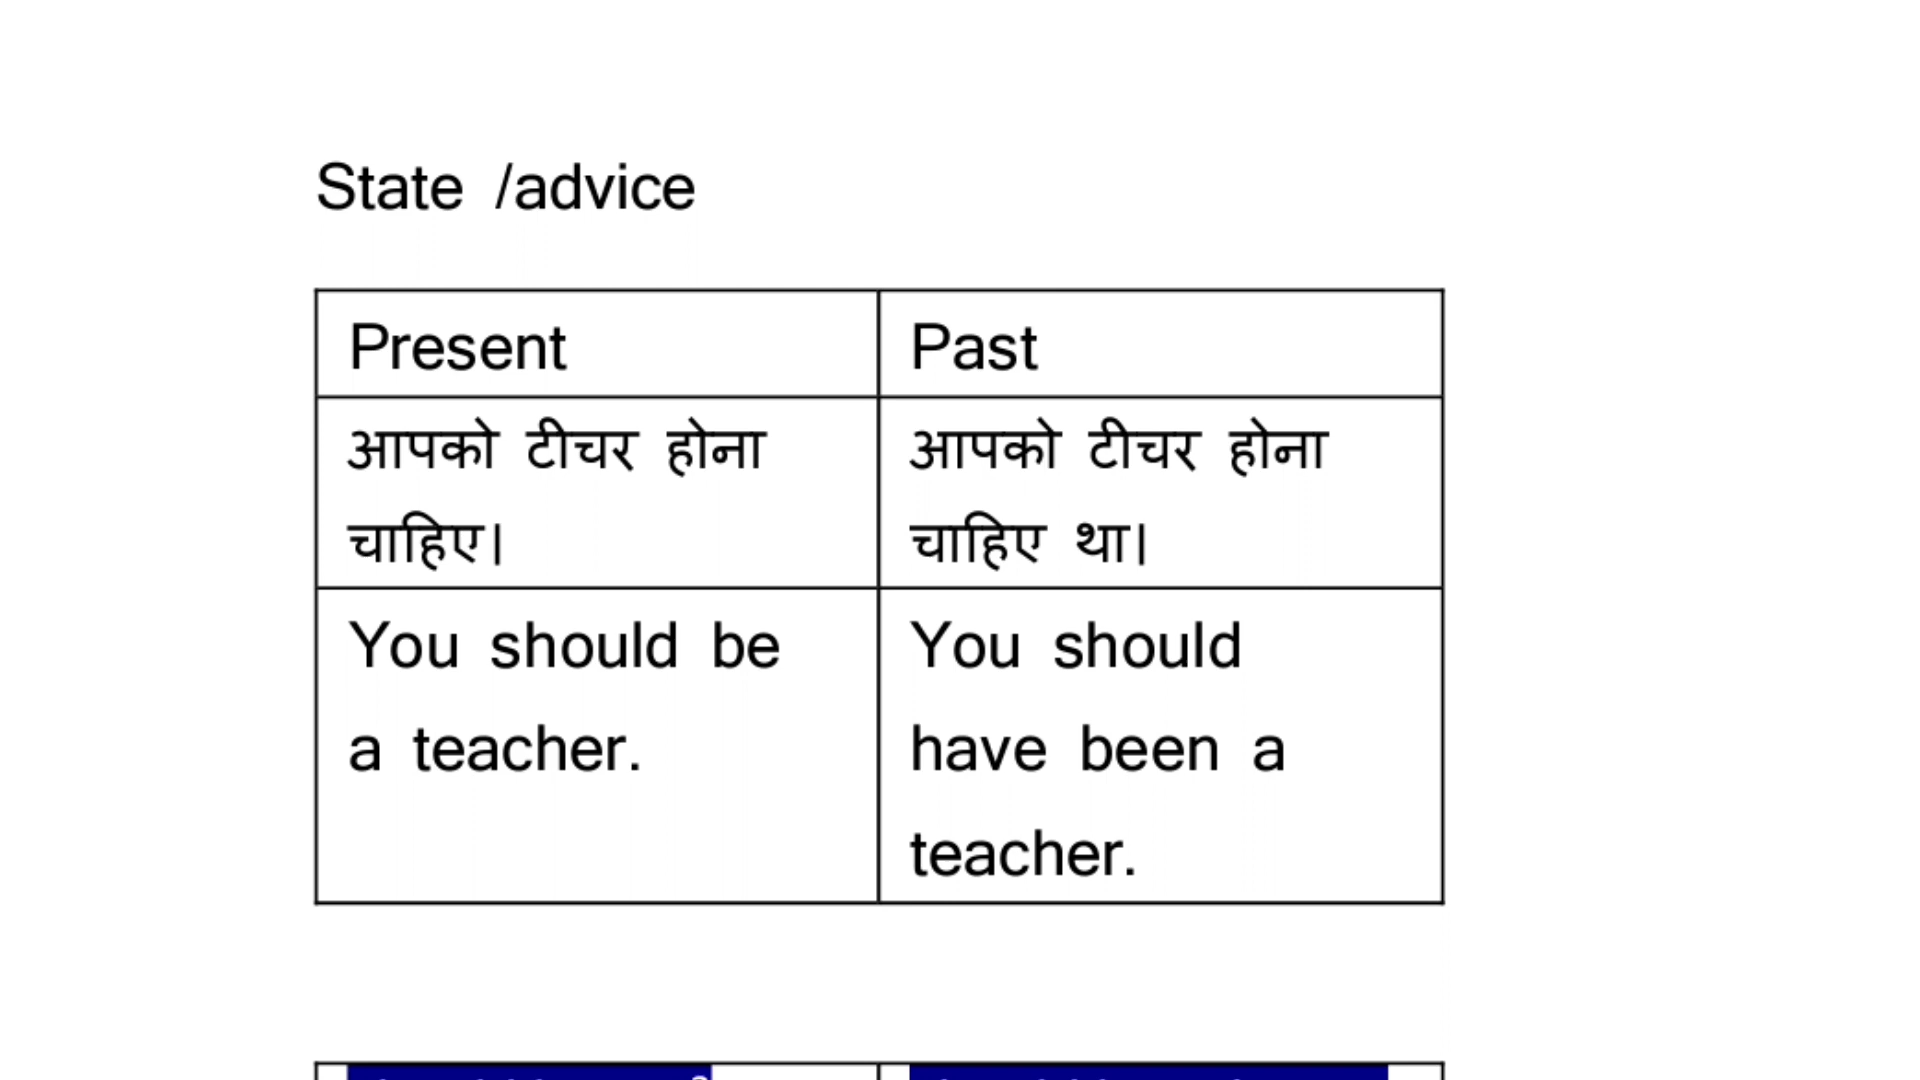 State /advice
Present
Past
आपको टीचर होना
चाहिए।
आपको टीचर होना
चाहिए था।
You should be
a teacher.
You should
have been a
teacher.